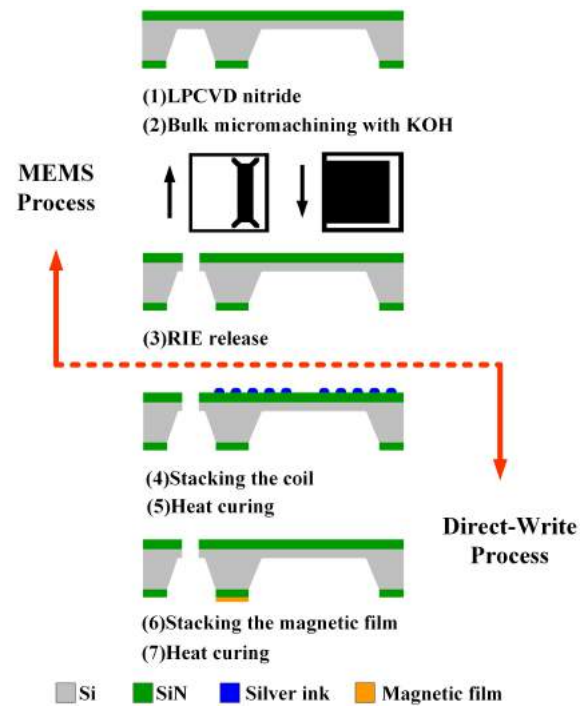 (1)LPCVD nitride
(2)Bulk micromachining with KOH
MEMS
Process
(3)RIE release
(4)Stacking the coil
(5)Heat curing
Direct-Write
Process
(6)Stacking the magnetic film
(7)Heat curing
Si SiN Silver ink Magnetic film